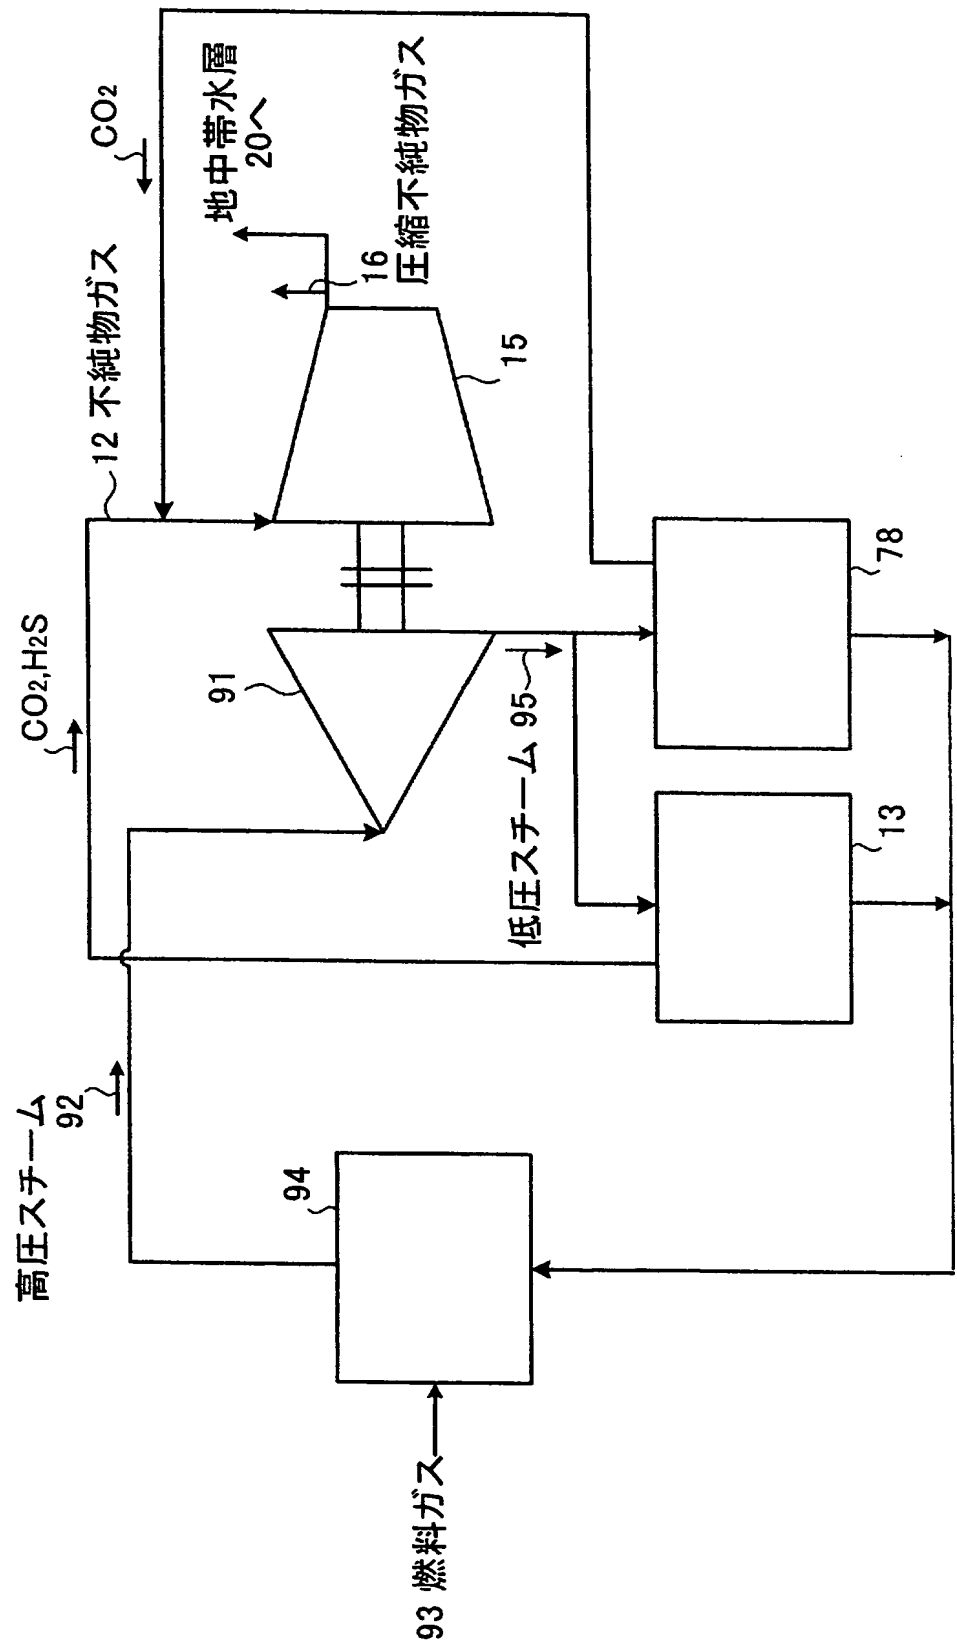 高圧スチーム
92
CO2,H2S
12 不純物ガス
CO2
地中帯水層
20へ
16
圧縮不純物ガス
15
91
低圧スチーム 95
94
93 燃料ガス
13
78